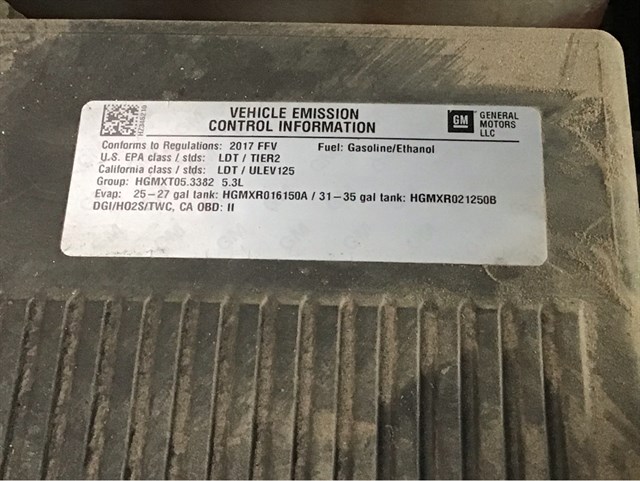 VEHICLE EMISSION
CONTROL INFORMATION
GM GENERAL
MOTORS
LLC
Conforms to Regulations: 2017 FFV Fuel: Gasoline/Ethanol
U.S. EPA class / stds: LDT / TIER2
California class / stds: LDT / ULEV125
Group: HGMXT05.3382 5.3L
Evap: 25-27 gal tank: HGMXR016150A / 31-35 gal tank: HGMXR021250B
DGI/HO2S/TWC, CA OBD: II